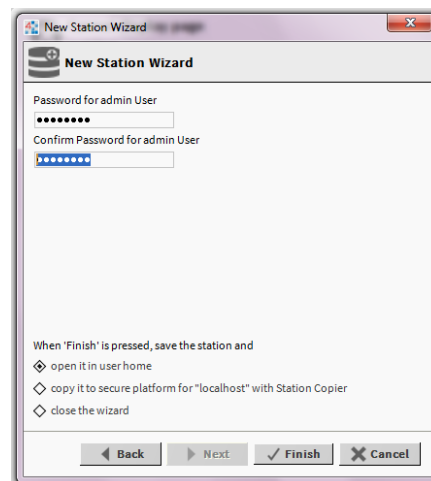 New Station Wizard
New Station Wizard
Password for admin User
••••••••
Confirm Password for admin User
••••••••
When 'Finish' is pressed, save the station and
open it in user home
copy it to secure platform for "localhost" with Station Copier
close the wizard
Back Next Finish Cancel